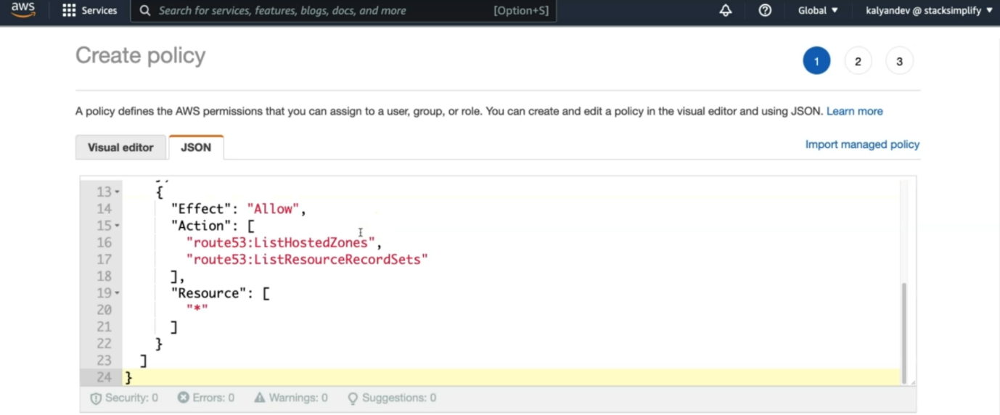 aws Services Search for services, features, blogs, docs, and more [Option+S] Global kalyandev @ stacksimplify
Create policy
1 2 3
A policy defines the AWS permissions that you can assign to a user, group, or role. You can create and edit a policy in the visual editor and using JSON. Learn more
Visual editor JSON Import managed policy
13 {
14 "Effect": "Allow",
15 "Action": [
16 "route53:ListHostedZones",
17 "route53:ListResourceRecordSets"
18 ],
19 "Resource": [
20 "*"
21 ]
22 }
23 ]
24 }
Security: 0 Errors: 0 Warnings: 0 Suggestions: 0